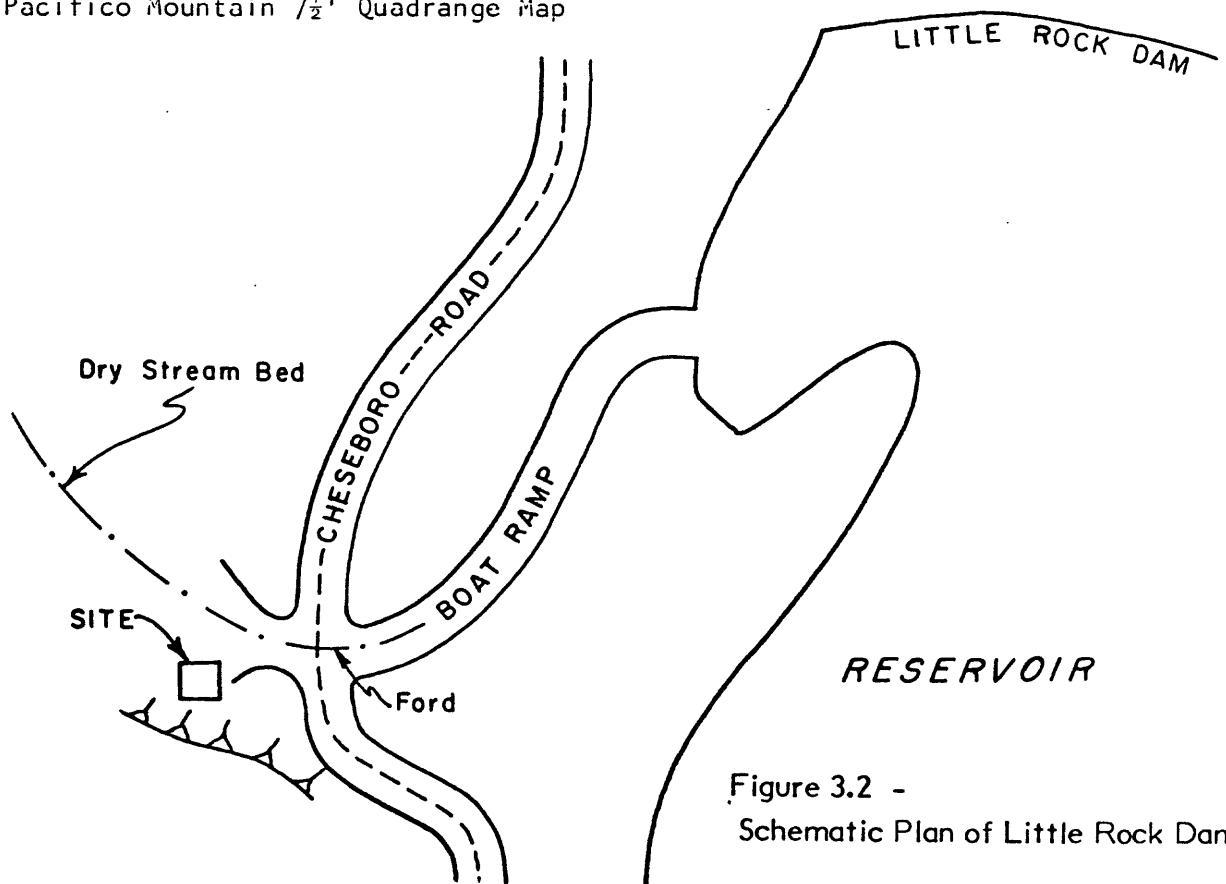 Pacifico Mountain 7½' Quadrange Map
LITTLE ROCK DAM
CHESEBORO ROAD
Dry Stream Bed
BOAT RAMP
SITE
Ford
RESERVOIR
Figure 3.2 -
Schematic Plan of Little Rock Dam